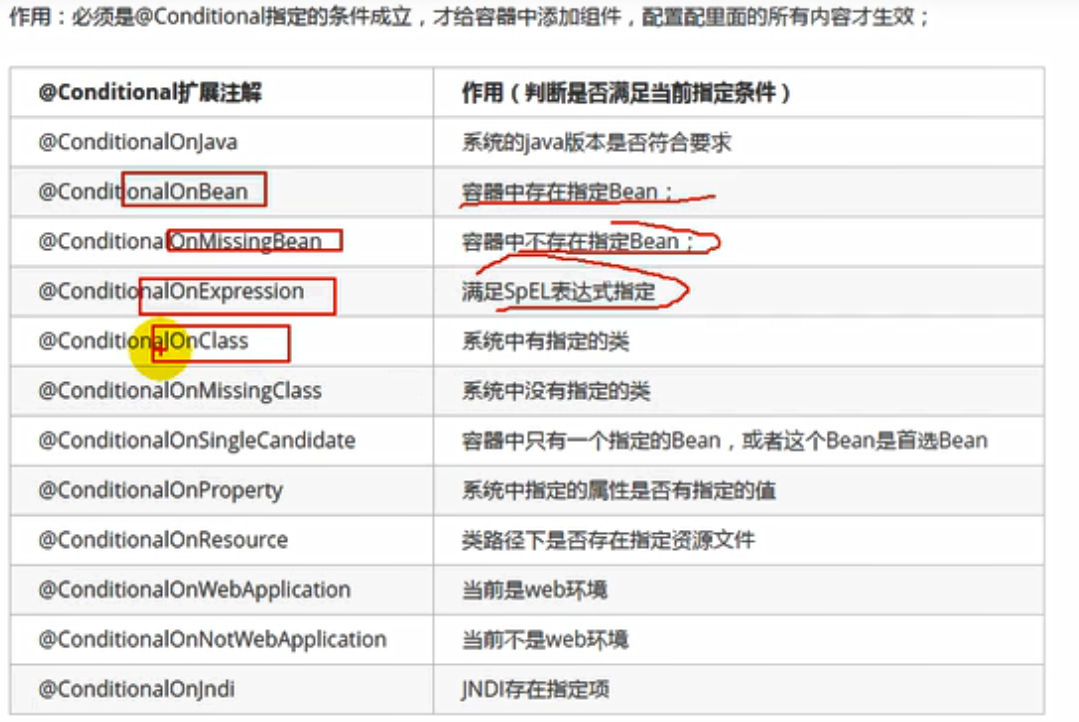 作用：必须是@Conditional指定的条件成立，才给容器中添加组件，配置配里面的所有内容才生效；
@Conditional扩展注解 作用（判断是否满足当前指定条件）
@ConditionalOnJava 系统的java版本是否符合要求
@ConditionalOnBean 容器中存在指定Bean；
@ConditionalOnMissingBean 容器中不存在指定Bean；
@ConditionalOnExpression 满足SpEL表达式指定
@ConditionalOnClass 系统中有指定的类
@ConditionalOnMissingClass 系统中没有指定的类
@ConditionalOnSingleCandidate 容器中只有一个指定的Bean，或者这个Bean是首选Bean
@ConditionalOnProperty 系统中指定的属性是否有指定的值
@ConditionalOnResource 类路径下是否存在指定资源文件
@ConditionalOnWebApplication 当前是web环境
@ConditionalOnNotWebApplication 当前不是web环境
@ConditionalOnJndi JNDI存在指定项